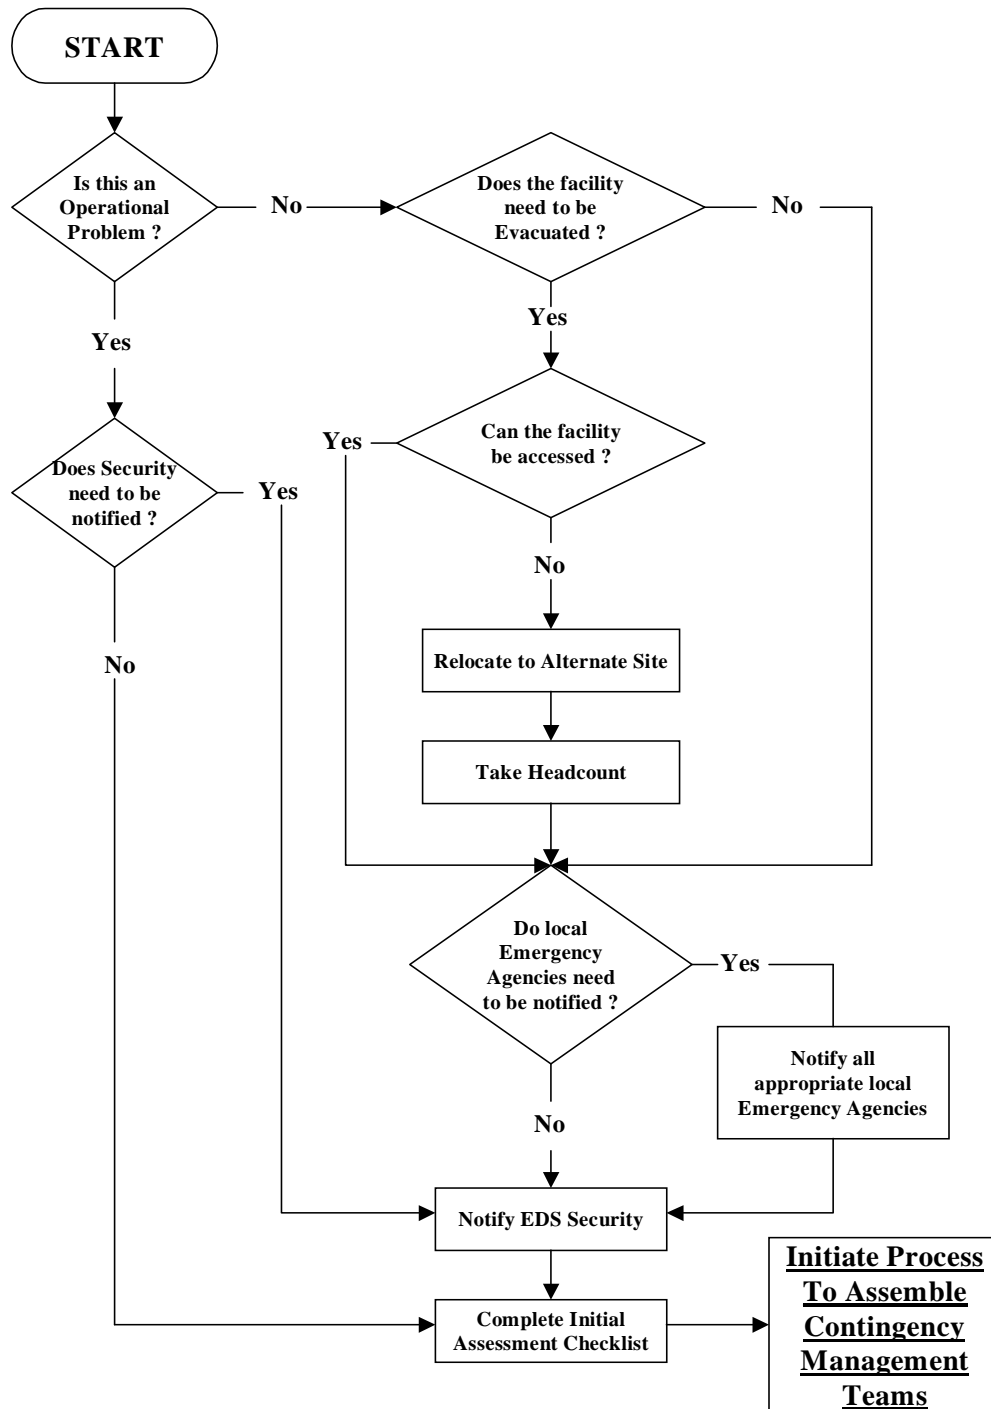 START
Is this an
Operational
Problem ?
No
Does the facility
need to be
Evacuated ?
No
Yes
Yes
Can the facility
be accessed ?
Yes
Does Security
need to be
notified ?
Yes
No
Relocate to Alternate Site
No
Take Headcount
Do local
Emergency
Agencies need
to be notified ?
Yes
Notify all
appropriate local
Emergency Agencies
No
Notify EDS Security
Complete Initial
Assessment Checklist
Initiate Process
To Assemble
Contingency
Management
Teams